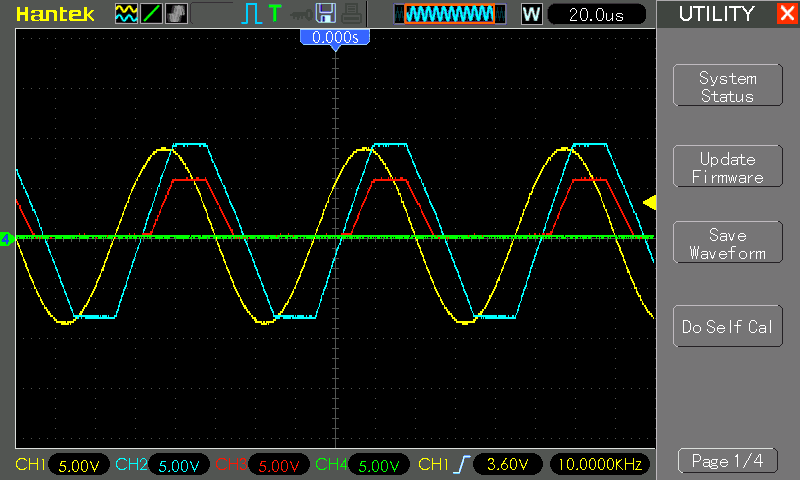 Hantek T W 20.0us UTILITY
0.000s
System
Status
Update
Firmware
Save
Waveform
4
Do Self Cal
CH1 5.00V CH2 5.00V CH3 5.00V CH4 5.00V CH1 3.60V 10.0000KHz
Page 1/4